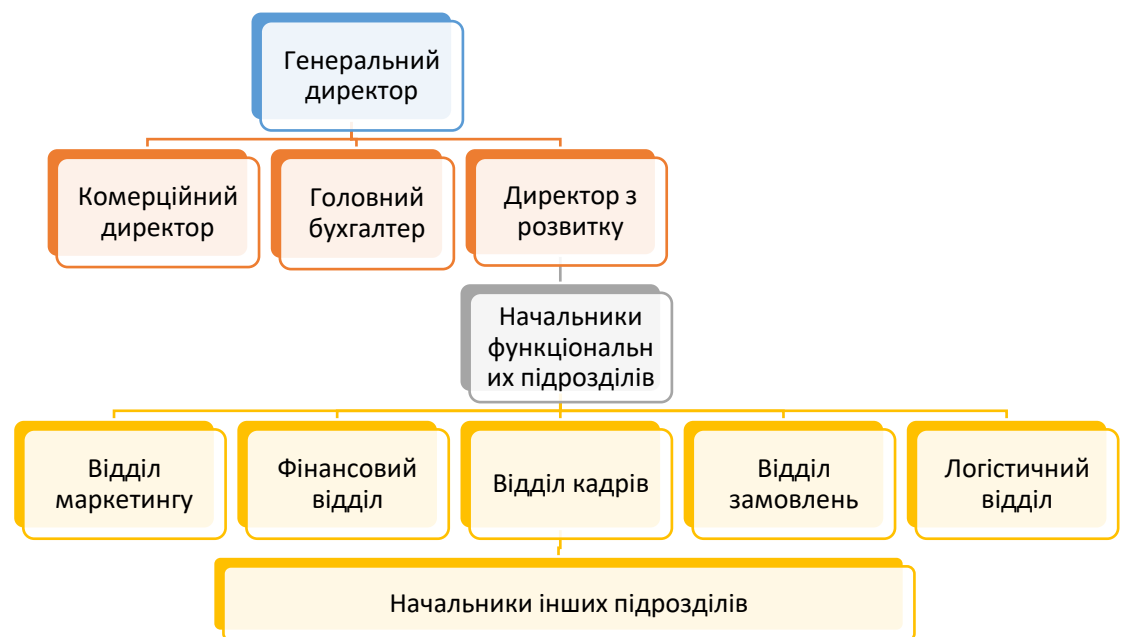 Генеральний
директор
Комерційний
директор
Головний
бухгалтер
Директор з
розвитку
Начальники
функціональн
их підрозділів
Відділ
маркетингу
Фінансовий
відділ
Відділ кадрів
Відділ
замовлень
Логістичний
відділ
Начальники інших підрозділів